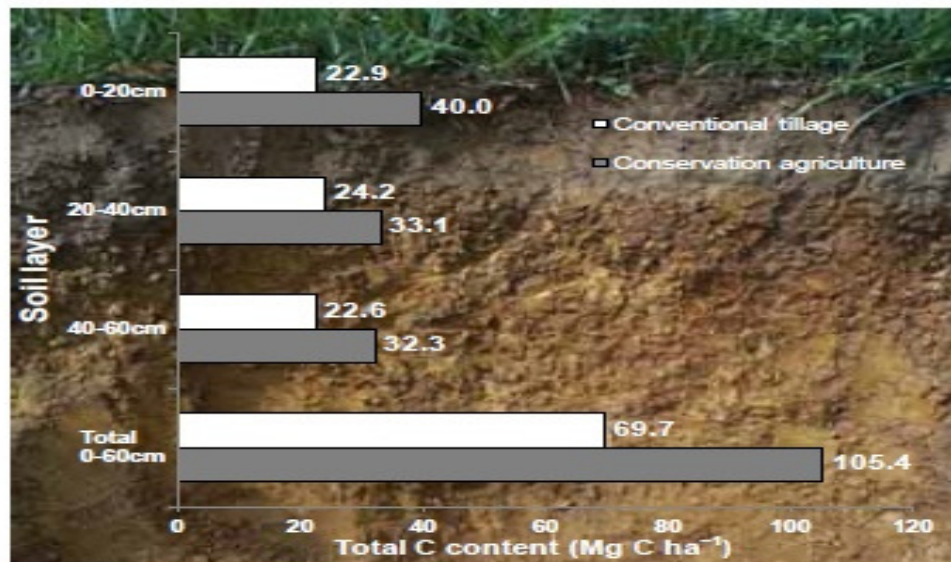 Soil layer
0-20cm
22.9
40.0
Conventional tillage
Conservation agriculture
20-40cm
24.2
33.1
40-60cm
22.6
32.3
Total
0-60cm
69.7
105.4
0 20 40 60 80 100 120
Total C content (Mg C ha⁻¹)